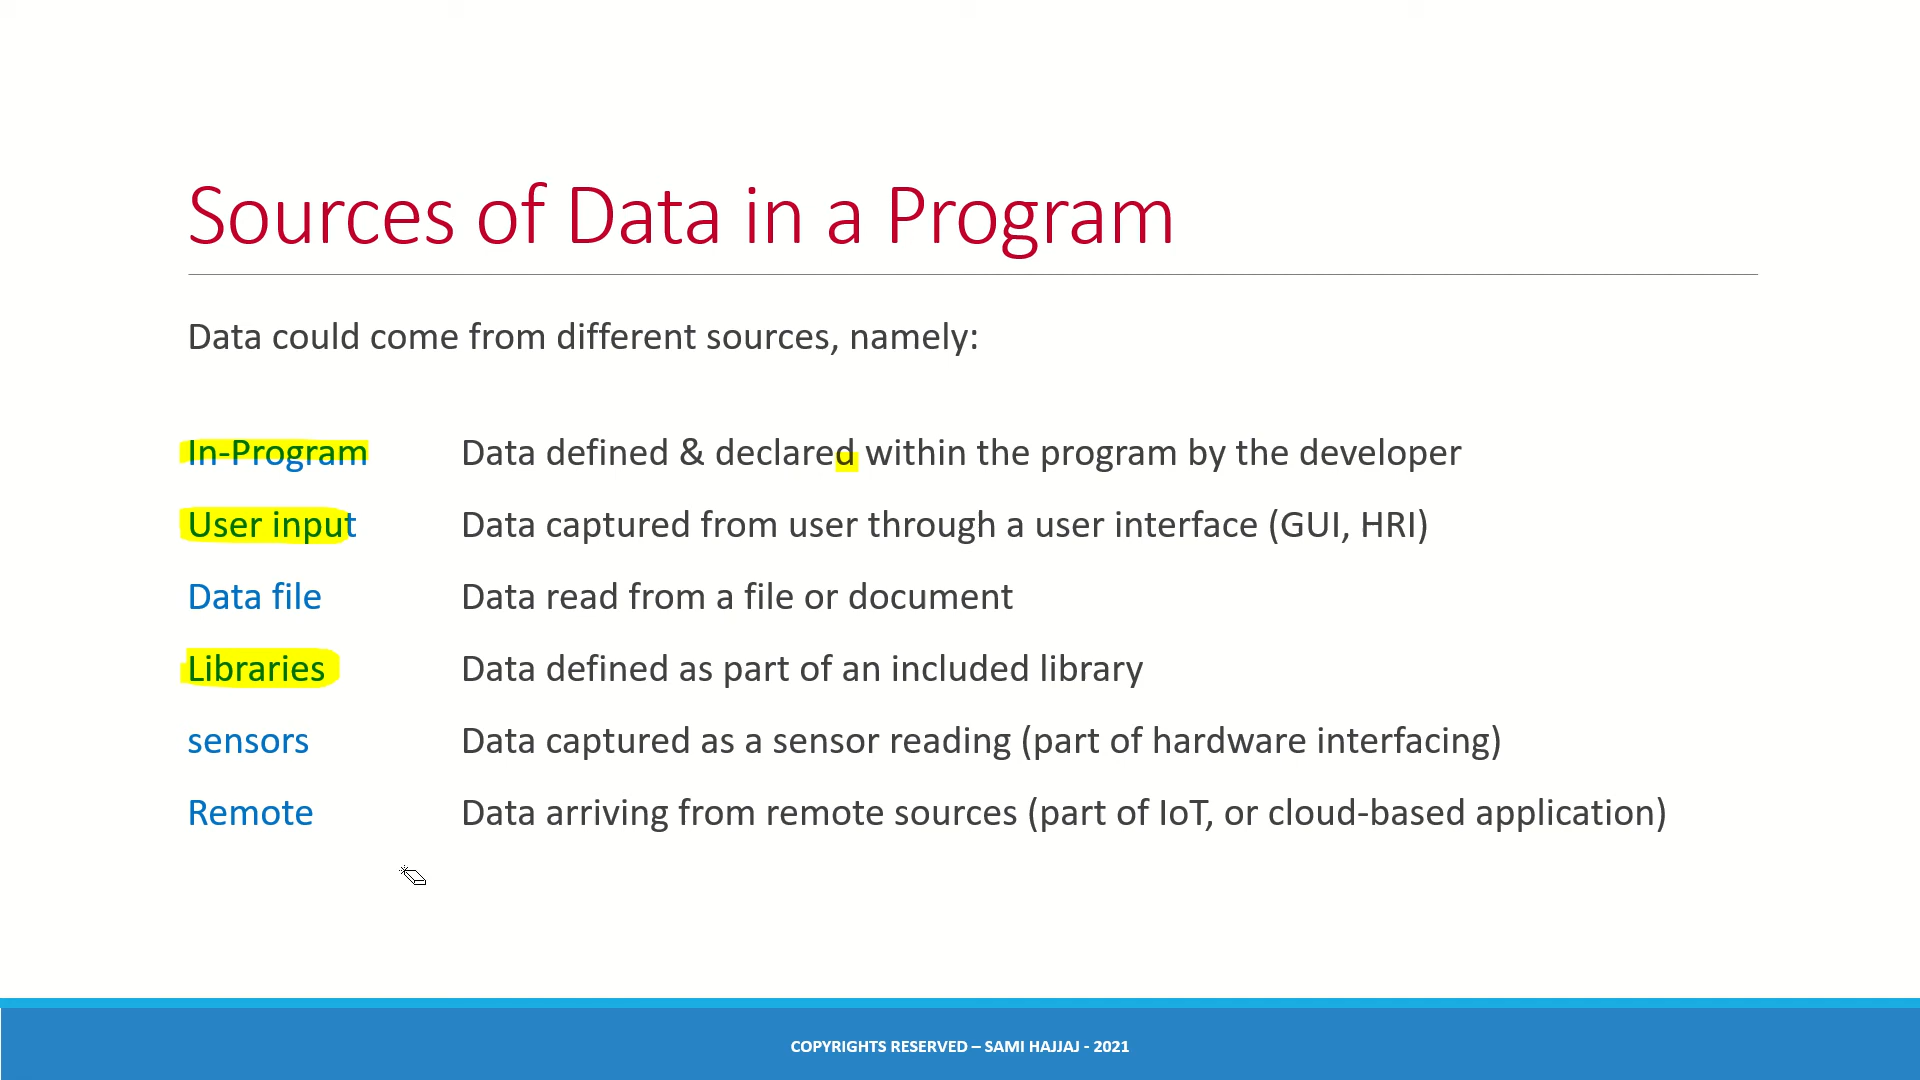 Sources of Data in a Program
Data could come from different sources, namely:
In-Program Data defined & declared within the program by the developer
User input Data captured from user through a user interface (GUI, HRI)
Data file Data read from a file or document
Libraries Data defined as part of an included library
sensors Data captured as a sensor reading (part of hardware interfacing)
Remote Data arriving from remote sources (part of IoT, or cloud-based application)
COPYRIGHTS RESERVED – SAMI HAJJAJ - 2021